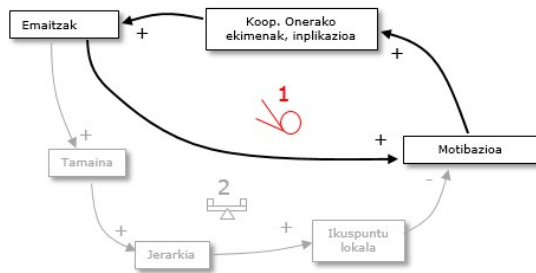 Emaitzak
Koop. Onerako
ekimenak, inplikazioa
+
+
1
+
+
Motibazioa
Tamaina
-
2
+
+
Ikuspuntu
lokala
Jerarkia